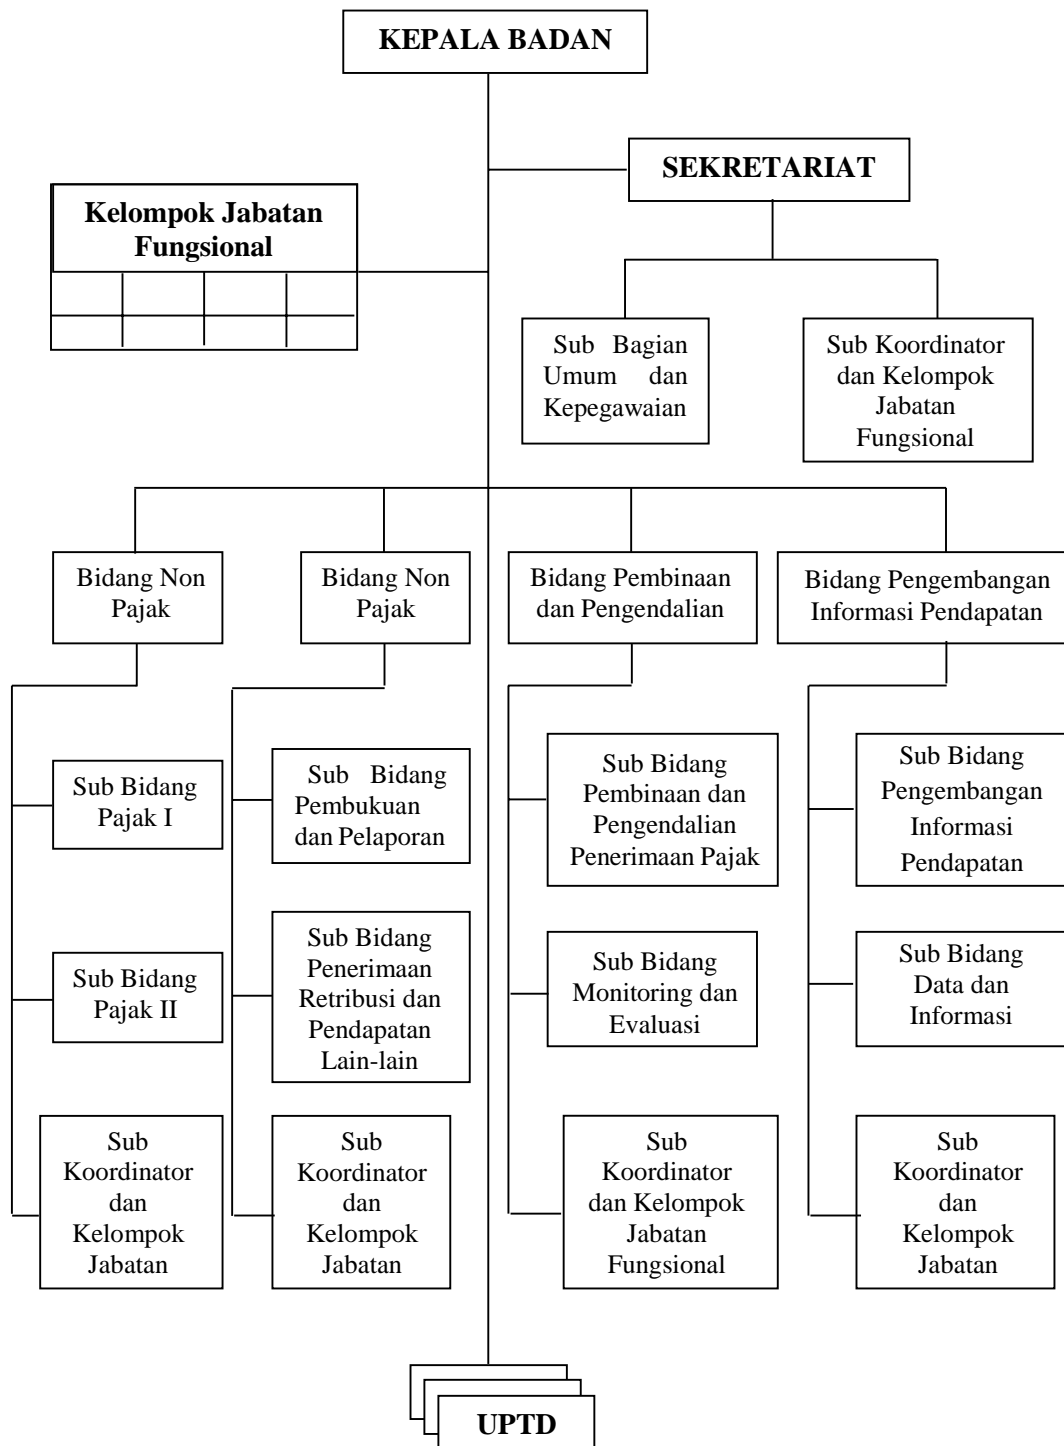 KEPALA BADAN
SEKRETARIAT
Kelompok Jabatan
Fungsional
Sub Bagian
Umum dan
Kepegawaian
Sub Koordinator
dan Kelompok
Jabatan
Fungsional
Bidang Non
Pajak
Bidang Non
Pajak
Bidang Pembinaan
dan Pengendalian
Bidang Pengembangan
Informasi Pendapatan
Sub Bidang
Pajak I
Sub Bidang
Pembukuan
dan Pelaporan
Sub Bidang
Pembinaan dan
Pengendalian
Penerimaan Pajak
Sub Bidang
Pengembangan
Informasi
Pendapatan
Sub Bidang
Pajak II
Sub Bidang
Penerimaan
Retribusi dan
Pendapatan
Lain-lain
Sub Bidang
Monitoring dan
Evaluasi
Sub Bidang
Data dan
Informasi
Sub
Koordinator
dan
Kelompok
Jabatan
Sub
Koordinator
dan
Kelompok
Jabatan
Sub
Koordinator
dan Kelompok
Jabatan
Fungsional
Sub
Koordinator
dan
Kelompok
Jabatan
UPTD